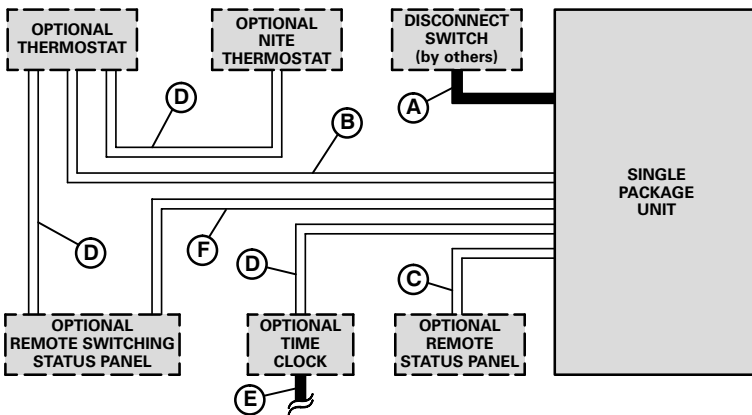 OPTIONAL
THERMOSTAT
OPTIONAL
NITE
THERMOSTAT
DISCONNECT
SWITCH
(by others)
A
D
B
SINGLE
PACKAGE
UNIT
D
F
D
C
OPTIONAL
REMOTE SWITCHING
STATUS PANEL
OPTIONAL
TIME
CLOCK
OPTIONAL
REMOTE
STATUS PANEL
E